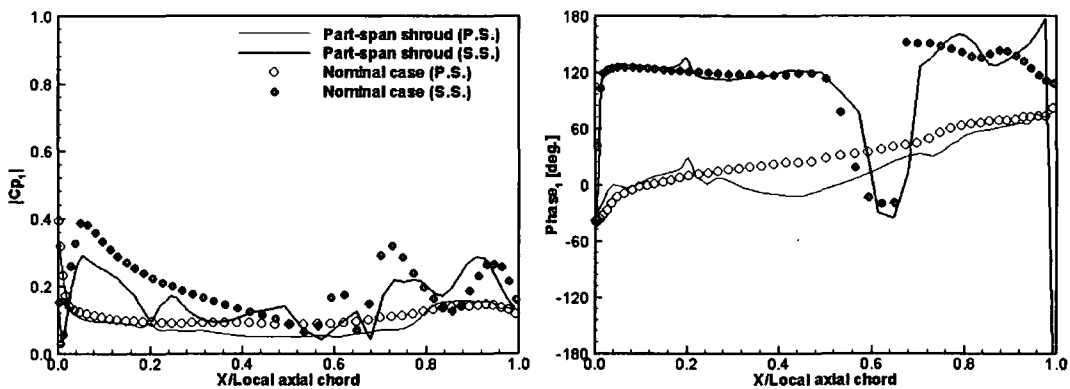 1.0
0.8
0.6
0.4
0.2
0.0
|Cp₁|
Part-span shroud (P.S.)
Part-span shroud (S.S.)
Nominal case (P.S.)
Nominal case (S.S.)
0.0 0.2 0.4 0.6 0.8 1.0
X/Local axial chord
180
120
60
0
-60
-120
-180
Phase₁ [deg.]
0.0 0.2 0.4 0.6 0.8 1.0
X/Local axial chord